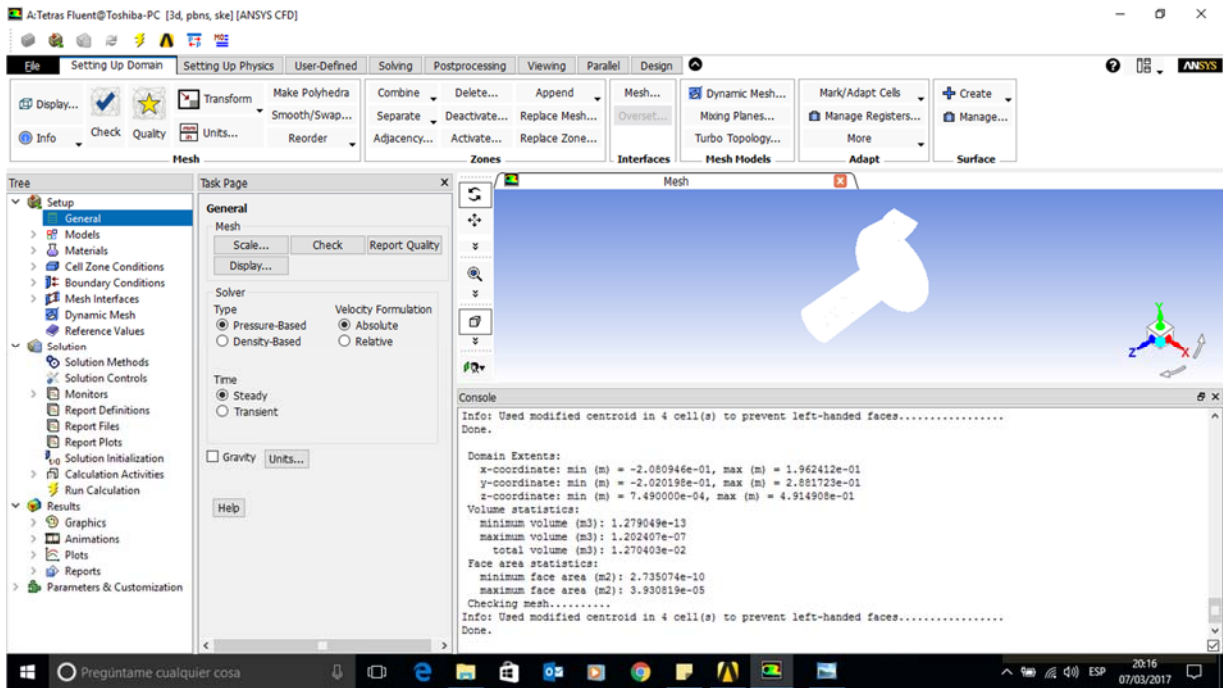 A:Tetras Fluent@Toshiba-PC [3d, pbns, ske] [ANSYS CFD]
File Setting Up Domain Setting Up Physics User-Defined Solving Postprocessing Viewing Parallel Design ANSYS
Display... Transform Make Polyhedra Combine Delete... Append Mesh... Dynamic Mesh... Mark/Adapt Cells Create
Smooth/Swap... Separate Deactivate... Replace Mesh... Overset... Mixing Planes... Manage Registers... Manage...
Info Check Quality Units... Reorder Adjacency... Activate... Replace Zone... Turbo Topology... More
Mesh Zones Interfaces Mesh Models Adapt Surface
Tree
Setup
General
Models
Materials
Cell Zone Conditions
Boundary Conditions
Mesh Interfaces
Dynamic Mesh
Reference Values
Solution
Solution Methods
Solution Controls
Monitors
Report Definitions
Report Files
Report Plots
Solution Initialization
Calculation Activities
Run Calculation
Results
Graphics
Animations
Plots
Reports
Parameters & Customization
Task Page
General
Mesh
Scale... Check Report Quality
Display...
Solver
Type Velocity Formulation
Pressure-Based Absolute
Density-Based Relative
Time
Steady
Transient
Gravity Units...
Help
Mesh
Y
Z X
Console
Info: Used modified centroid in 4 cell(s) to prevent left-handed faces.................
Done.
Domain Extents:
x-coordinate: min (m) = -2.080946e-01, max (m) = 1.962412e-01
y-coordinate: min (m) = -2.020198e-01, max (m) = 2.881723e-01
z-coordinate: min (m) = 7.490000e-04, max (m) = 4.914908e-01
Volume statistics:
minimum volume (m3): 1.279049e-13
maximum volume (m3): 1.202407e-07
total volume (m3): 1.270403e-02
Face area statistics:
minimum face area (m2): 2.735074e-10
maximum face area (m2): 3.930819e-05
Checking mesh..........
Info: Used modified centroid in 4 cell(s) to prevent left-handed faces.................
Done.
Pregúntame cualquier cosa
ESP
20:16
07/03/2017